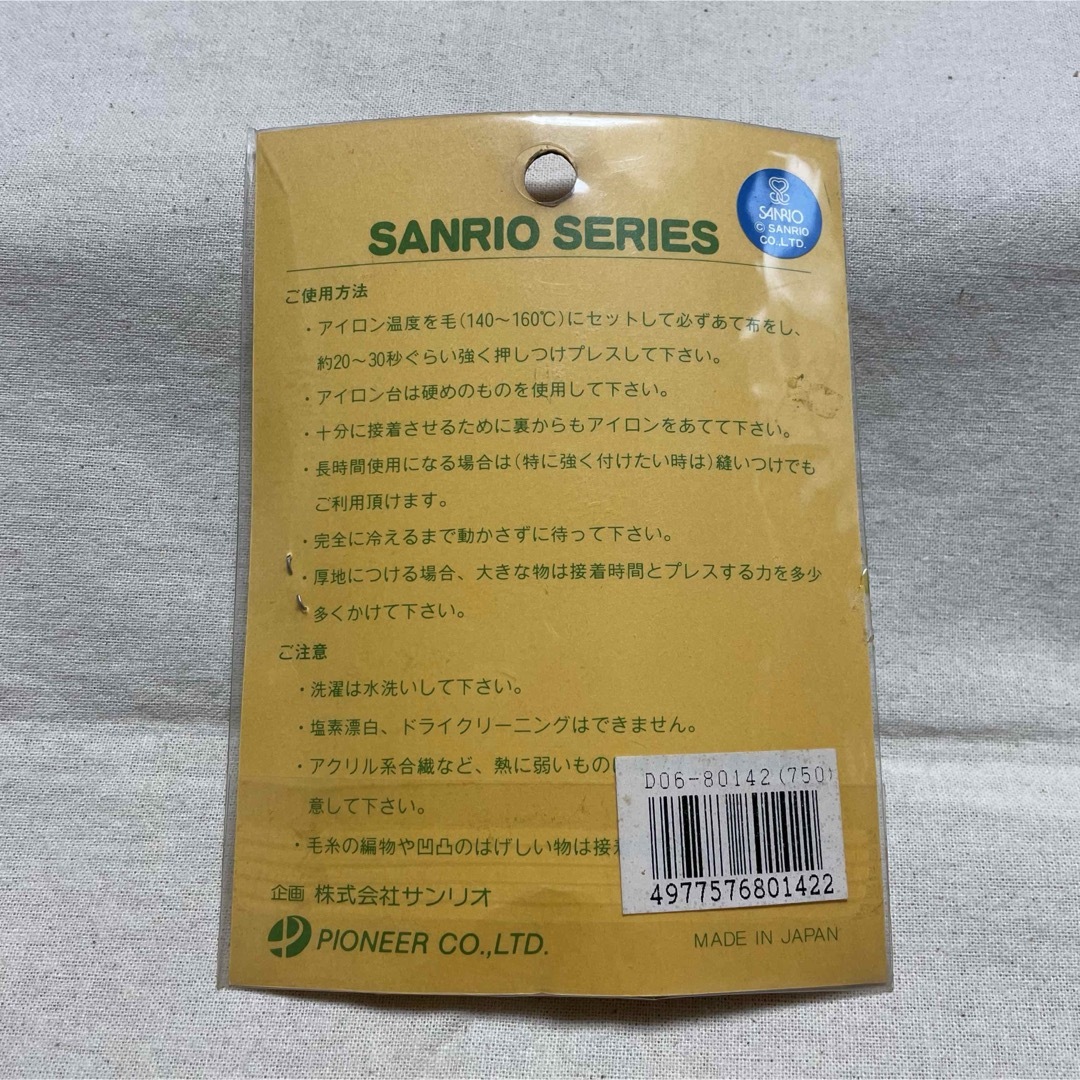 SANRIO SERIES
SANRIO
© SANRIO
CO.,LTD.
ご使用方法
・アイロン温度を毛(140〜160℃)にセットして必ずあて布をし、
約20〜30秒ぐらい強く押しつけプレスして下さい。
・アイロン台は硬めのものを使用して下さい。
・十分に接着させるために裏からもアイロンをあてて下さい。
・長時間使用になる場合は(特に強く付けたい時は)縫いつけでも
ご利用頂けます。
・完全に冷えるまで動かさずに待って下さい。
・厚地につける場合、大きな物は接着時間とプレスする力を多少
多くかけて下さい。
ご注意
・洗濯は水洗いして下さい。
・塩素漂白、ドライクリーニングはできません。
・アクリル系合繊など、熱に弱いもの
意して下さい。
・毛糸の編物や凹凸のはげしい物は接
D06-80142(750)
4977576801422
企画 株式会社サンリオ
PIONEER CO.,LTD.
MADE IN JAPAN